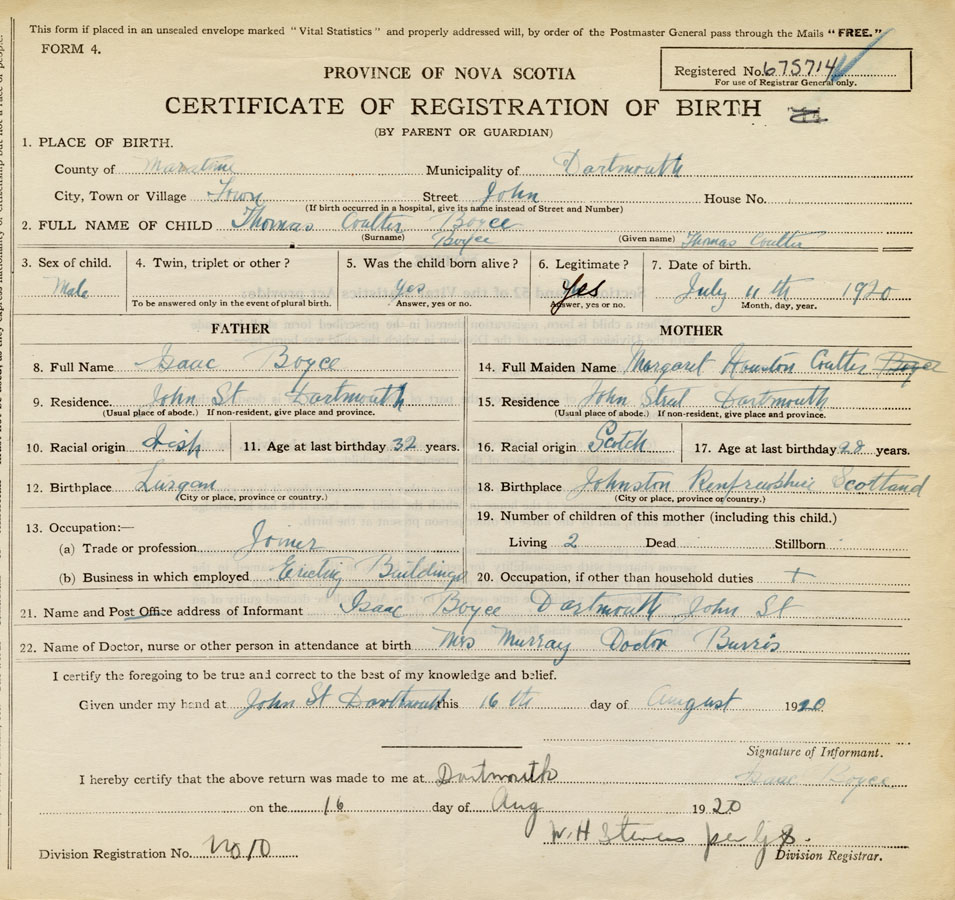 This form if placed in an unsealed envelope marked "Vital Statistics" and properly addressed will, by order of the Postmaster General pass through the Mails "FREE."
FORM 4.
Registered No. 675714
For use of Registrar General only.
PROVINCE OF NOVA SCOTIA
CERTIFICATE OF REGISTRATION OF BIRTH
(BY PARENT OR GUARDIAN)
1. PLACE OF BIRTH.
County of Municipality of Dartmouth
City, Town or Village Town Street John House No.
(If birth occurred in a hospital, give its name instead of Street and Number)
2. FULL NAME OF CHILD Thomas Coulter Boyce
(Surname) Boyce (Given name) Thomas Coulter
3. Sex of child. Male
4. Twin, triplet or other?
To be answered only in the event of plural birth.
5. Was the child born alive? Yes
Answer, yes or no.
6. Legitimate? Yes
Answer, yes or no.
7. Date of birth.
July 11th 1920
Month, day, year.
FATHER
8. Full Name Isaac Boyce
9. Residence. John St Dartmouth
(Usual place of abode.) If non-resident, give place and province.
10. Racial origin Irish 11. Age at last birthday 32 years.
12. Birthplace Lurgan
(City or place, province or country.)
13. Occupation:—
(a) Trade or profession Joiner
(b) Business in which employed Erecting Buildings
MOTHER
14. Full Maiden Name Margaret Houston Coulter Boyce
15. Residence John Street Dartmouth
(Usual place of abode.) If non-resident, give place and province.
16. Racial origin Scotch 17. Age at last birthday years.
18. Birthplace Johnston Renfrewshire Scotland
(City or place, province or country.)
19. Number of children of this mother (including this child.)
Living 2 Dead Stillborn
20. Occupation, if other than household duties +
21. Name and Post Office address of Informant Isaac Boyce Dartmouth John St
22. Name of Doctor, nurse or other person in attendance at birth Mrs Murray Doctor Burris
I certify the foregoing to be true and correct to the best of my knowledge and belief.
Given under my hand at John St Dartmouth this 16th day of August 1920
Signature of Informant.
Isaac Boyce
I hereby certify that the above return was made to me at Dartmouth
on the 16 day of Aug 1920
W. H. Stevens per
Division Registrar.
Division Registration No. No 10